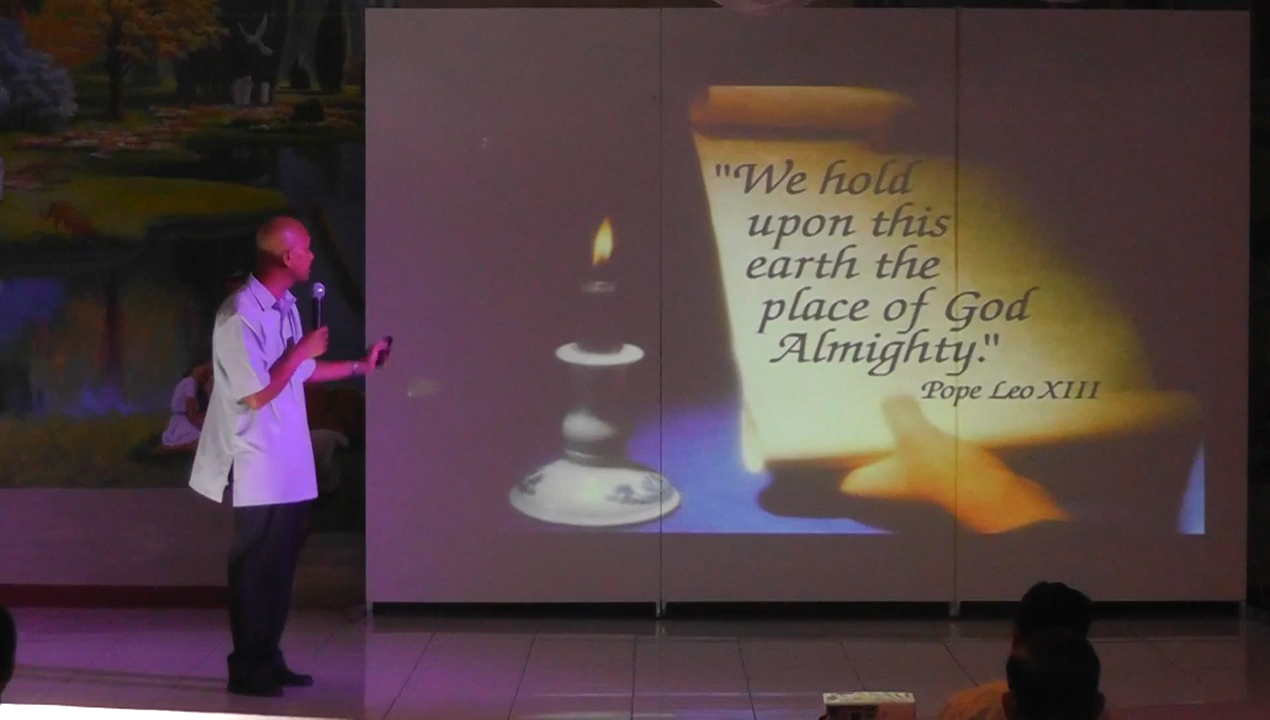 "We hold
upon this
earth the
place of God
Almighty."
Pope Leo XIII